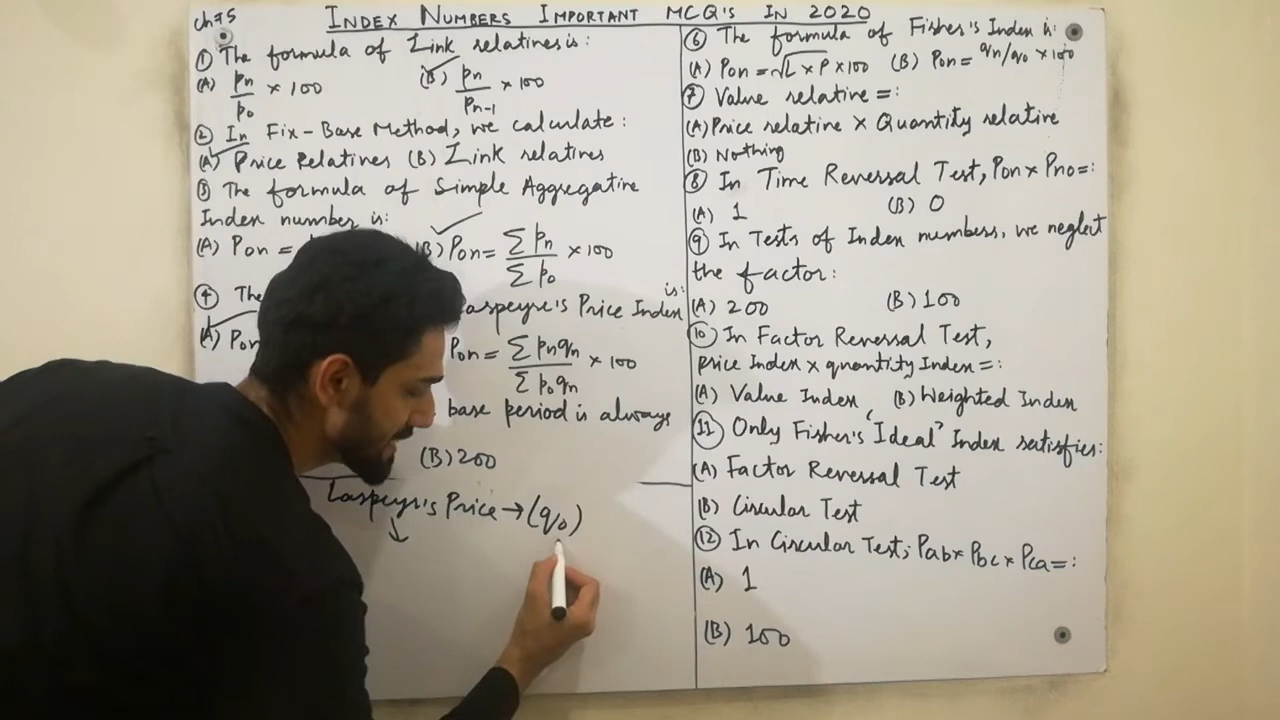 ch#5
INDEX NUMBERS IMPORTANT MCQ'S IN 2020
① The formula of Link relatives is:
(A) pn/p0 × 100 (B) pn/pn-1 × 100
② In Fix-Base Method, we calculate:
(A) Price Relatives (B) Link relatives
③ The formula of Simple Aggregative
Index number is:
(A) Pon = (B) Pon = Σpn/Σp0 × 100
④ The Laspeyre's Price Index is:
(A) Pon Pon = Σpnqn/Σp0qn × 100
base period is always
(B) 200
Laspeyr's Price → (q0)
↓
⑥ The formula of Fisher's Index is:
(A) Pon = √L × P × 100 (B) Pon = qn/q0 × 100
⑦ Value relative =:
(A) Price relative × Quantity relative
(B) Nothing
⑧ In Time Reversal Test, Pon × Pno =:
(A) 1 (B) 0
⑨ In Tests of Index numbers, we neglect
the factor:
(A) 200 (B) 100
⑩ In Factor Reversal Test,
price Index × quantity Index =:
(A) Value Index (B) Weighted Index
⑪ Only Fisher's 'Ideal' Index satisfies:
(A) Factor Reversal Test
(B) Circular Test
⑫ In Circular Test, Pab × Pbc × Pca =:
(A) 1
(B) 100